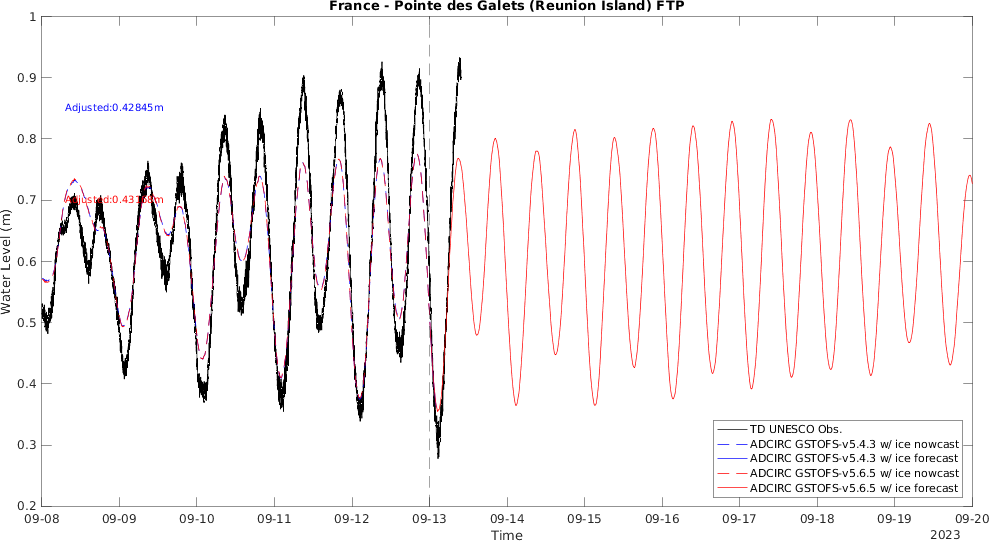 France - Pointe des Galets (Reunion Island) FTP
1
0.9
0.8
0.7
0.6
0.5
0.4
0.3
0.2
Water Level (m)
Adjusted:0.42845m
Adjusted:0.43168m
TD UNESCO Obs.
ADCIRC GSTOFS-v5.4.3 w/ ice nowcast
ADCIRC GSTOFS-v5.4.3 w/ ice forecast
ADCIRC GSTOFS-v5.6.5 w/ ice nowcast
ADCIRC GSTOFS-v5.6.5 w/ ice forecast
09-08 09-09 09-10 09-11 09-12 09-13 09-14 09-15 09-16 09-17 09-18 09-19 09-20
Time
2023